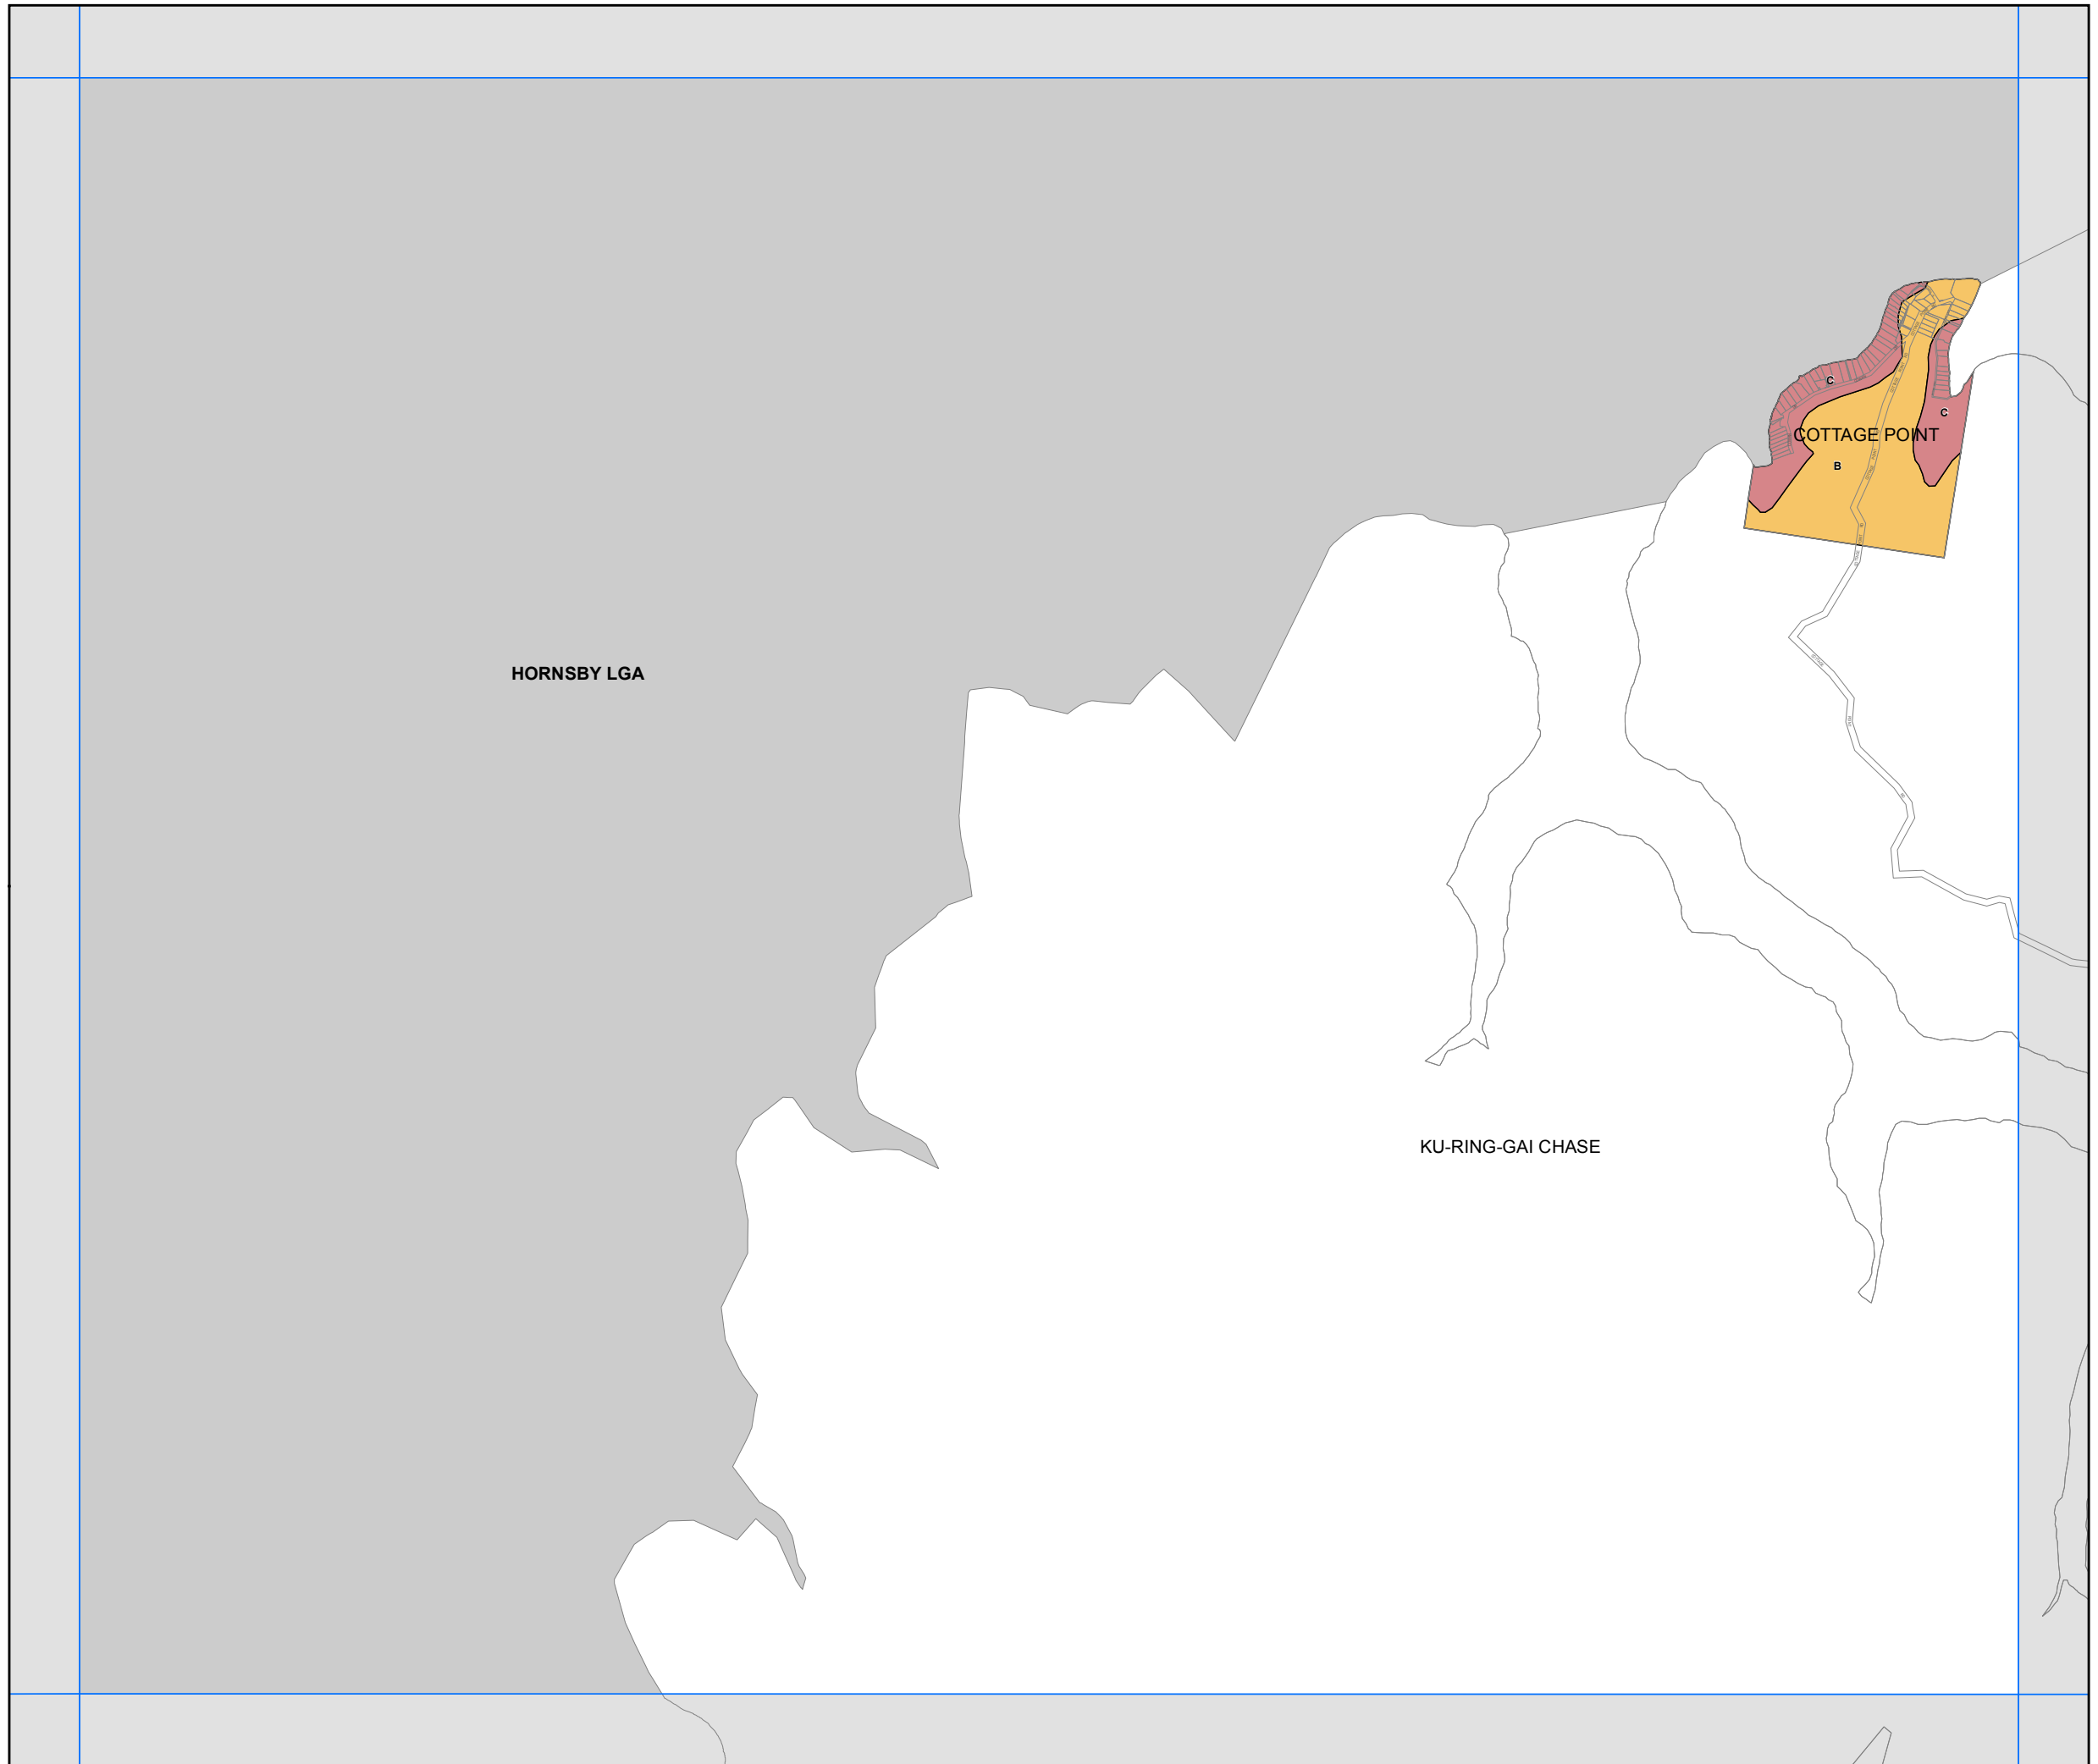 C
C
COTTAGE POINT
B
HORNSBY LGA
KU-RING-GAI CHASE